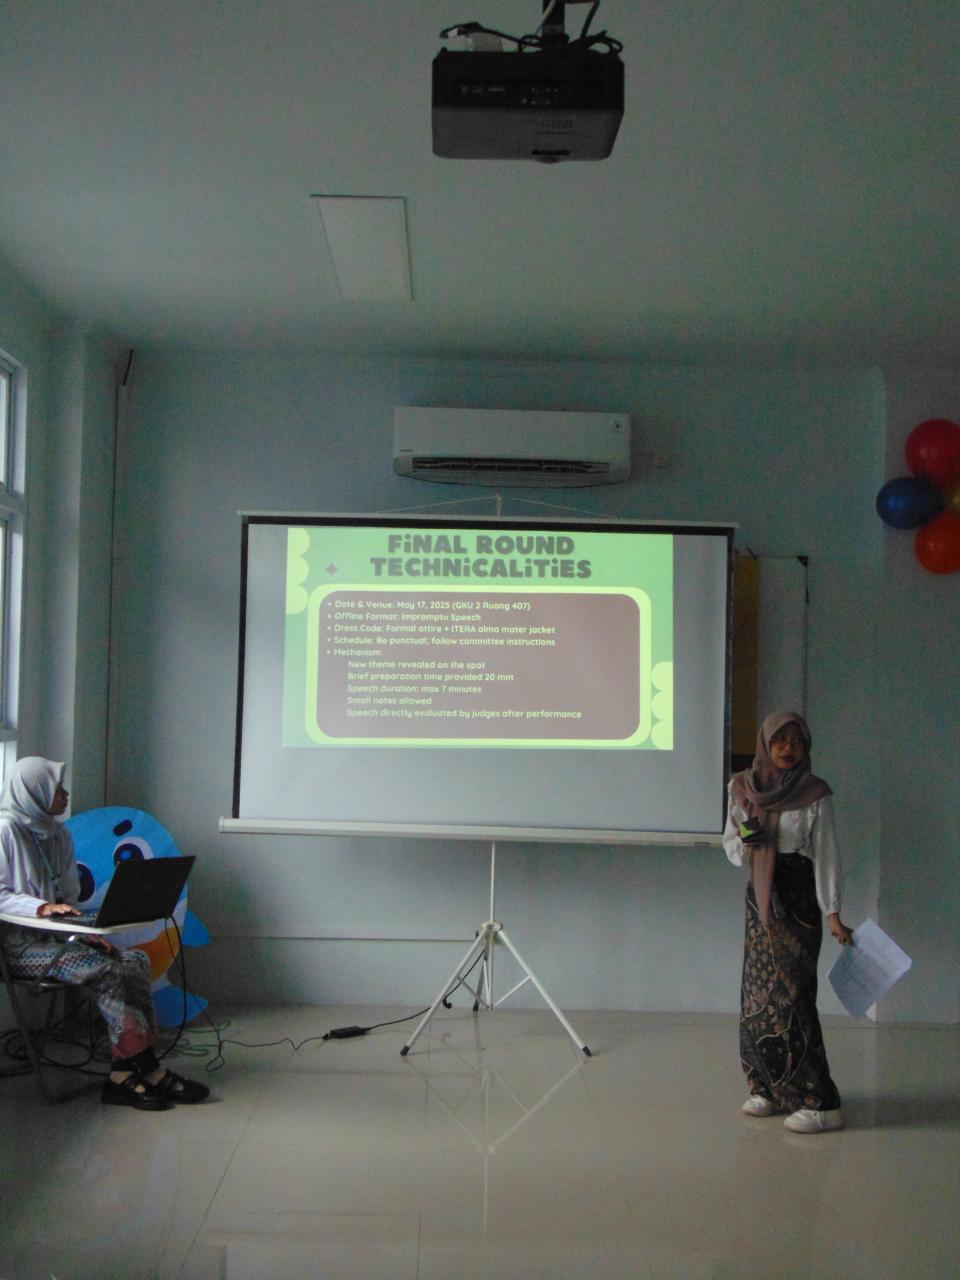 FiNAL ROUND
TECHNiCALiTiES
• Date & Venue: May 17, 2025 (GKU 2 Ruang 407)
• Offline Format: Impromptu Speech
• Dress Code: Formal attire + ITERA alma mater jacket
• Schedule: Be punctual; follow committee instructions
• Mechanism:
New theme revealed on the spot
Brief preparation time provided 20 mnt
Speech duration: max 7 minutes
Small notes allowed
Speech directly evaluated by judges after performance